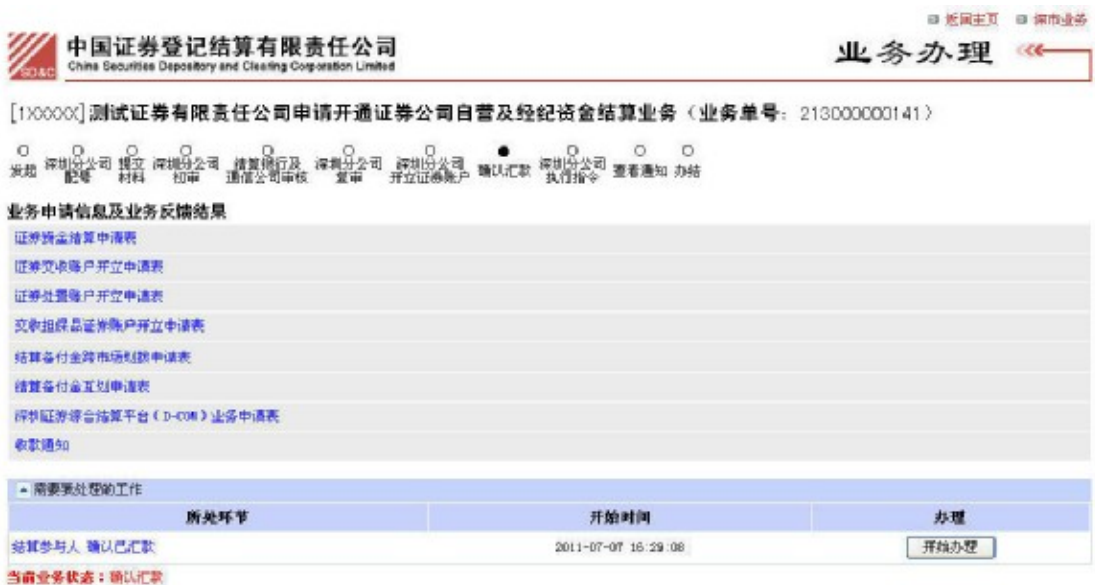 返回主页 深市业务
中国证券登记结算有限责任公司
China Securities Depository and Clearing Corporation Limited
SD&C
业务办理
[1XXXXX]测试证券有限责任公司申请开通证券公司自营及经纪资金结算业务（业务单号：213000000141）
发起 深圳分公司配号 提交材料 深圳分公司初审 结算银行及通信公司审核 深圳分公司复审 深圳分公司开立证券账户 确认汇款 深圳分公司执行指令 查看通知 办结
业务申请信息及业务反馈结果
证券资金结算申请表
证券交收账户开立申请表
证券处置账户开立申请表
交收担保品证券账户开立申请表
结算备付金跨市场划拨申请表
结算备付金互划申请表
深圳证券综合结算平台（D-COM）业务申请表
收款通知
需要我处理的工作
所处环节 开始时间 办理
结算参与人 确认已汇款 2011-07-07 16:29:08 开始办理
当前业务状态：确认汇款